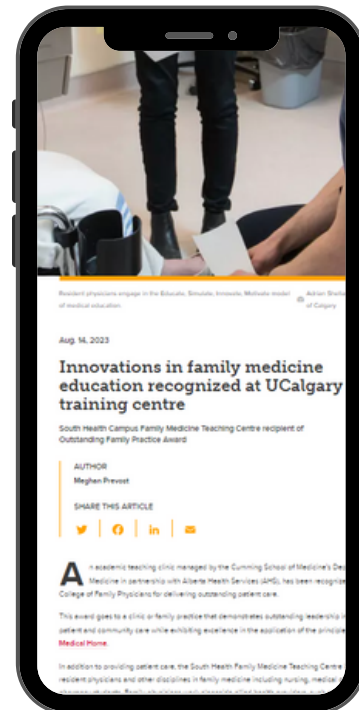 Resident physicians engage in the Educate, Simulate, Innovate, Motivate model
of medical education.
Adrian Shellard
of Calgary
Aug. 14, 2023
Innovations in family medicine
education recognized at UCalgary
training centre
South Health Campus Family Medicine Teaching Centre recipient of
Outstanding Family Practice Award
AUTHOR
Meghan Prevost
SHARE THIS ARTICLE
An academic teaching clinic managed by the Cumming School of Medicine's Dep
Medicine in partnership with Alberta Health Services (AHS), has been recognize
College of Family Physicians for delivering outstanding patient care.
This award goes to a clinic or family practice that demonstrates outstanding leadership in
patient and community care while exhibiting excellence in the application of the principle
Medical Home.
In addition to providing patient care, the South Health Family Medicine Teaching Centre
resident physicians and other disciplines in family medicine including nursing, medical